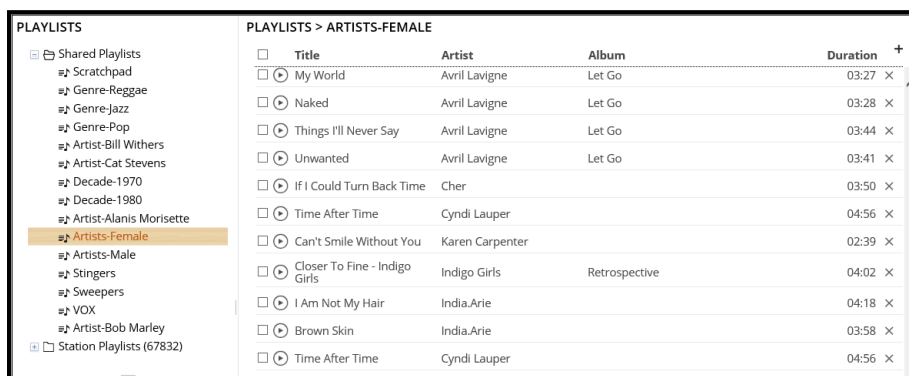 PLAYLISTS
Shared Playlists
Scratchpad
Genre-Reggae
Genre-Jazz
Genre-Pop
Artist-Bill Withers
Artist-Cat Stevens
Decade-1970
Decade-1980
Artist-Alanis Morisette
Artists-Female
Artists-Male
Stingers
Sweepers
VOX
Artist-Bob Marley
Station Playlists (67832)
PLAYLISTS > ARTISTS-FEMALE
Title Artist Album Duration +
My World Avril Lavigne Let Go 03:27 ×
Naked Avril Lavigne Let Go 03:28 ×
Things I'll Never Say Avril Lavigne Let Go 03:44 ×
Unwanted Avril Lavigne Let Go 03:41 ×
If I Could Turn Back Time Cher 03:50 ×
Time After Time Cyndi Lauper 04:56 ×
Can't Smile Without You Karen Carpenter 02:39 ×
Closer To Fine - Indigo
Girls Indigo Girls Retrospective 04:02 ×
I Am Not My Hair India.Arie 04:18 ×
Brown Skin India.Arie 03:58 ×
Time After Time Cyndi Lauper 04:56 ×